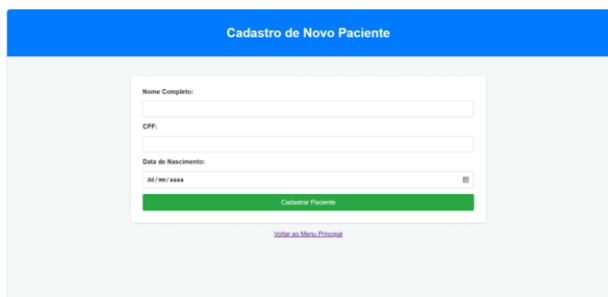 Cadastro de Novo Paciente
Nome Completo:
CPF:
Data de Nascimento:
dd/mm/aaaa
Cadastrar Paciente
Voltar ao Menu Principal